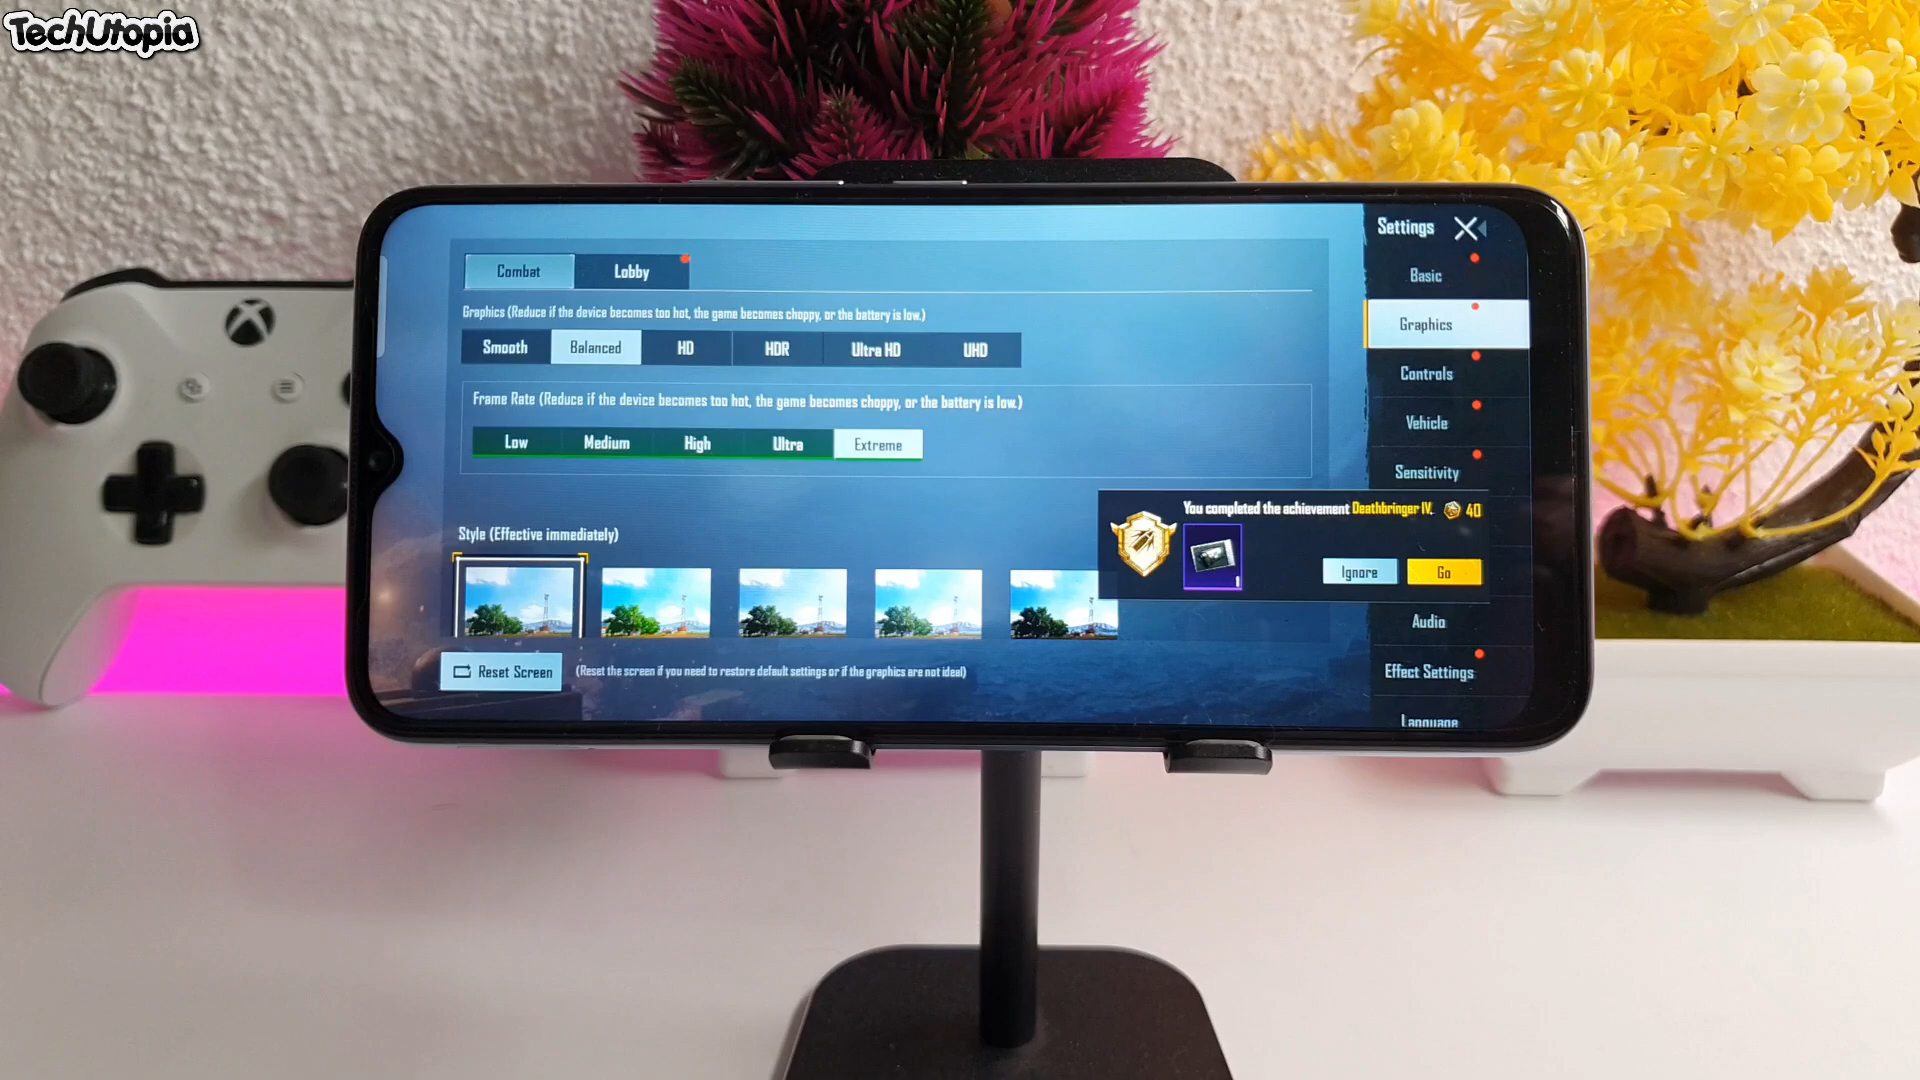 TechUtopia
Settings
Combat
Lobby
Basic
Graphics (Reduce if the device becomes too hot, the game becomes choppy, or the battery is low.)
Graphics
Smooth
Balanced
HD
HDR
Ultra HD
UHD
Controls
Frame Rate (Reduce if the device becomes too hot, the game becomes choppy, or the battery is low.)
Vehicle
Low
Medium
High
Ultra
Extreme
Sensitivity
You completed the achievement Deathbringer IV. 40
Style (Effective immediately)
1
Ignore
Go
Audio
Reset Screen
(Reset the screen if you need to restore default settings or if the graphics are not ideal)
Effect Settings
Language